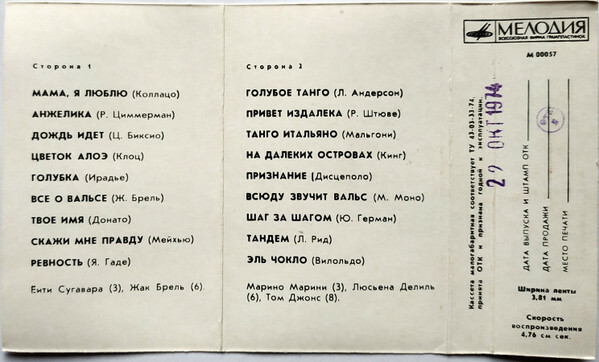 Сторона 1
МАМА, Я ЛЮБЛЮ (Коллацо)
АНЖЕЛИКА (Р. Циммерман)
ДОЖДЬ ИДЕТ (Ц. Биксио)
ЦВЕТОК АЛОЭ (Клоц)
ГОЛУБКА (Ирадье)
ВСЕ О ВАЛЬСЕ (Ж. Брель)
ТВОЕ ИМЯ (Донато)
СКАЖИ МНЕ ПРАВДУ (Мейхью)
РЕВНОСТЬ (Я. Гаде)
Еити Сугавара (3), Жак Брель (6).
Сторона 2
ГОЛУБОЕ ТАНГО (Л. Андерсон)
ПРИВЕТ ИЗДАЛЕКА (Р. Штюве)
ТАНГО ИТАЛЬЯНО (Мальгони)
НА ДАЛЕКИХ ОСТРОВАХ (Кинг)
ПРИЗНАНИЕ (Дисцеполо)
ВСЮДУ ЗВУЧИТ ВАЛЬС (М. Моно)
ШАГ ЗА ШАГОМ (Ю. Герман)
ТАНДЕМ (Л. Рид)
ЭЛЬ ЧОКЛО (Вилольдо)
Марино Марини (3), Люсьена Делиль
(6), Том Джонс (8).
МЕЛОДИЯ
ВСЕСОЮЗНАЯ ФИРМА ГРАМПЛАСТИНОК
М 00057
Кассета малогабаритная соответствует ТУ 43-03-33-74,
принята ОТК и признана годной к эксплуатации.
22 ОКТ 1974
ДАТА ВЫПУСКА И ШТАМП ОТК
ДАТА ПРОДАЖИ
МЕСТО ПЕЧАТИ
Ширина ленты
3,81 мм
Скорость
воспроизведения
4,76 см сек.